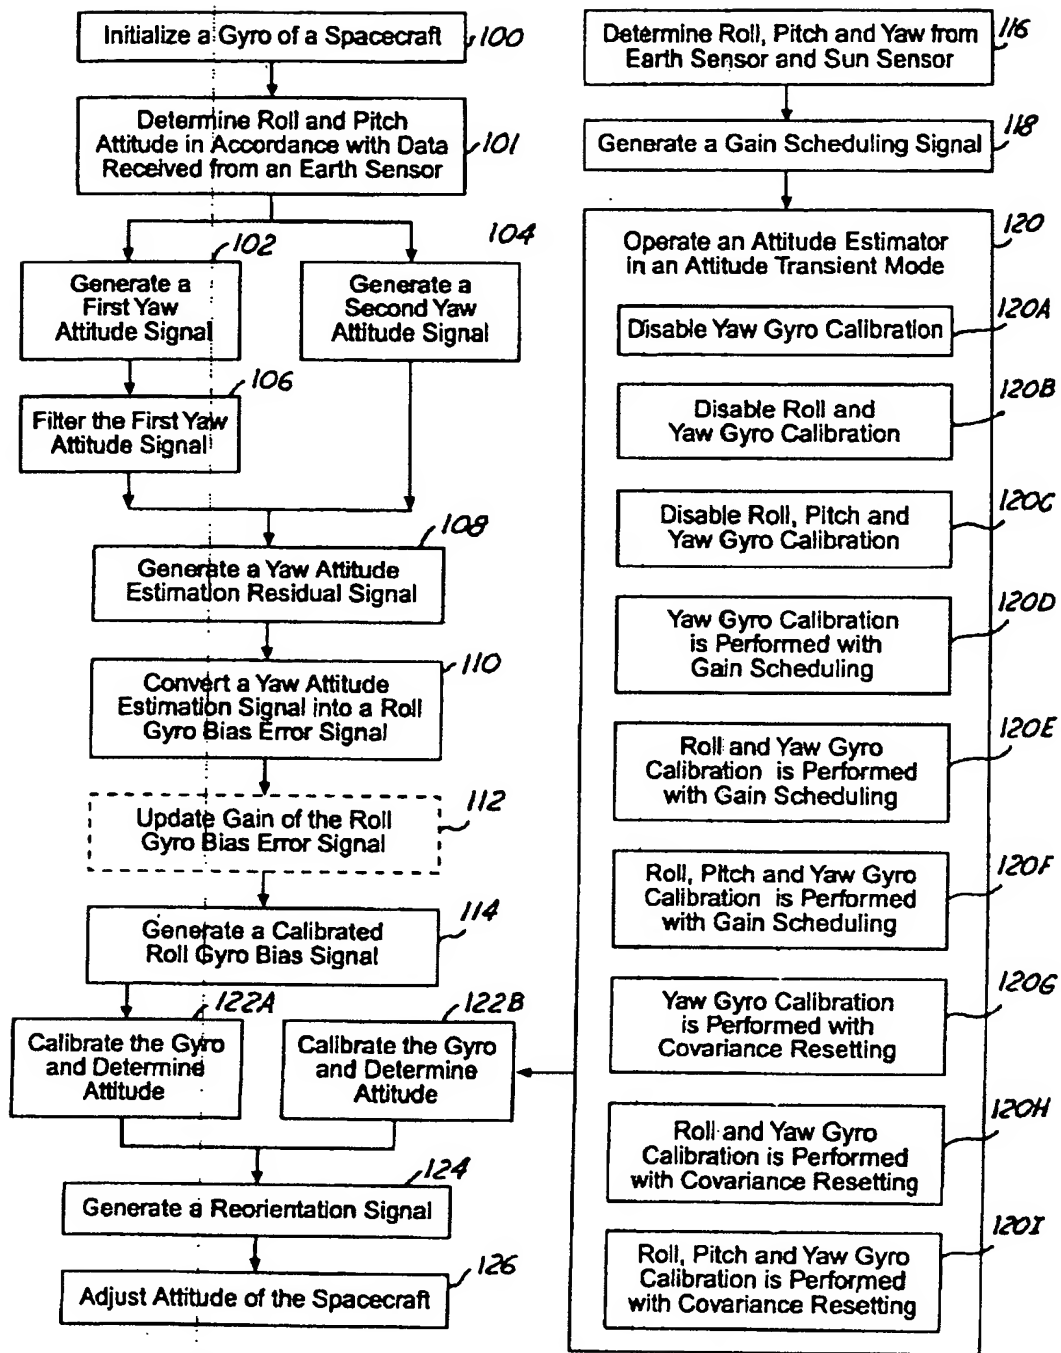 Initialize a Gyro of a Spacecraft
100
Determine Roll and Pitch
Attitude in Accordance with Data
Received from an Earth Sensor
101
102
Generate a
First Yaw
Attitude Signal
104
Generate a
Second Yaw
Attitude Signal
106
Filter the First Yaw
Attitude Signal
108
Generate a Yaw Attitude
Estimation Residual Signal
110
Convert a Yaw Attitude
Estimation Signal into a Roll
Gyro Bias Error Signal
112
Update Gain of the Roll
Gyro Bias Error Signal
114
Generate a Calibrated
Roll Gyro Bias Signal
122A
Calibrate the Gyro
and Determine
Attitude
122B
Calibrate the Gyro
and Determine
Attitude
124
Generate a Reorientation Signal
126
Adjust Attitude of the Spacecraft
116
Determine Roll, Pitch and Yaw from
Earth Sensor and Sun Sensor
118
Generate a Gain Scheduling Signal
120
Operate an Attitude Estimator
in an Attitude Transient Mode
120A
Disable Yaw Gyro Calibration
120B
Disable Roll and
Yaw Gyro Calibration
120C
Disable Roll, Pitch and
Yaw Gyro Calibration
120D
Yaw Gyro Calibration
is Performed with
Gain Scheduling
120E
Roll and Yaw Gyro
Calibration is Performed
with Gain Scheduling
120F
Roll, Pitch and Yaw Gyro
Calibration is Performed
with Gain Scheduling
120G
Yaw Gyro Calibration
is Performed with
Covariance Resetting
120H
Roll and Yaw Gyro
Calibration is Performed
with Covariance Resetting
120I
Roll, Pitch and Yaw Gyro
Calibration is Performed
with Covariance Resetting